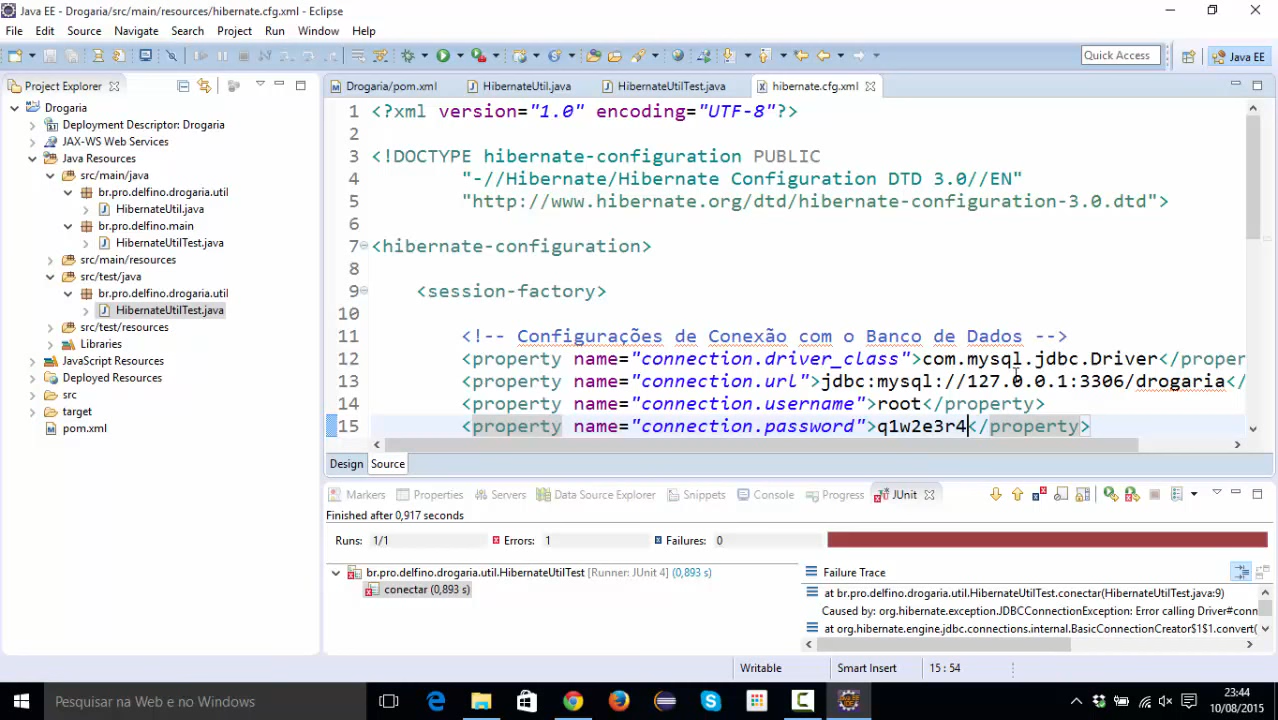 Java EE - Drogaria/src/main/resources/hibernate.cfg.xml - Eclipse
File Edit Source Navigate Search Project Run Window Help
Quick Access
Java EE
Project Explorer
Drogaria
Deployment Descriptor: Drogaria
JAX-WS Web Services
Java Resources
src/main/java
br.pro.delfino.drogaria.util
HibernateUtil.java
br.pro.delfino.main
HibernateUtilTest.java
src/main/resources
src/test/java
br.pro.delfino.drogaria.util
HibernateUtilTest.java
src/test/resources
Libraries
JavaScript Resources
Deployed Resources
src
target
pom.xml
Drogaria/pom.xml HibernateUtil.java HibernateUtilTest.java hibernate.cfg.xml
1 <?xml version="1.0" encoding="UTF-8"?>
2
3 <!DOCTYPE hibernate-configuration PUBLIC
4 "-//Hibernate/Hibernate Configuration DTD 3.0//EN"
5 "http://www.hibernate.org/dtd/hibernate-configuration-3.0.dtd">
6
7 <hibernate-configuration>
8
9 <session-factory>
10
11 <!-- Configurações de Conexão com o Banco de Dados -->
12 <property name="connection.driver_class">com.mysql.jdbc.Driver</proper
13 <property name="connection.url">jdbc:mysql://127.0.0.1:3306/drogaria</
14 <property name="connection.username">root</property>
15 <property name="connection.password">q1w2e3r4</property>
Design Source
Markers Properties Servers Data Source Explorer Snippets Console Progress JUnit
Finished after 0,917 seconds
Runs: 1/1 Errors: 1 Failures: 0
br.pro.delfino.drogaria.util.HibernateUtilTest [Runner: JUnit 4] (0,893 s)
conectar (0,893 s)
Failure Trace
at br.pro.delfino.drogaria.util.HibernateUtilTest.conectar(HibernateUtilTest.java:9)
Caused by: org.hibernate.exception.JDBCConnectionException: Error calling Driver#conn
at org.hibernate.engine.jdbc.connections.internal.BasicConnectionCreator$1$1.convert(
Writable Smart Insert 15 : 54
Pesquisar na Web e no Windows
23:44
10/08/2015